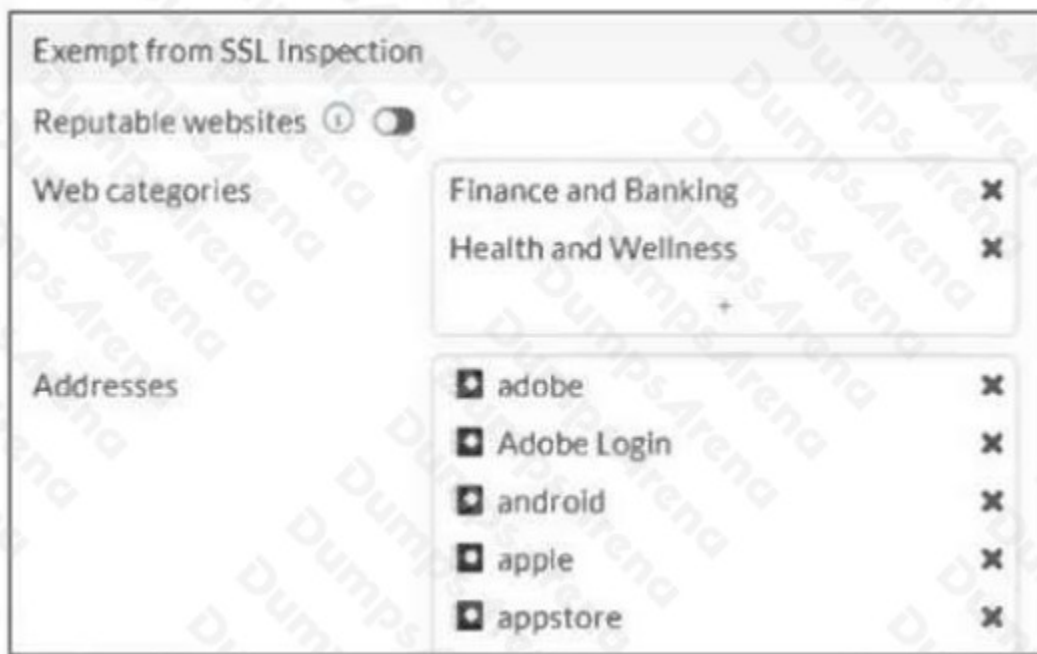 Exempt from SSL Inspection
Reputable websites
Web categories
Finance and Banking
Health and Wellness
Addresses
adobe
Adobe Login
android
apple
appstore
DumpsArena